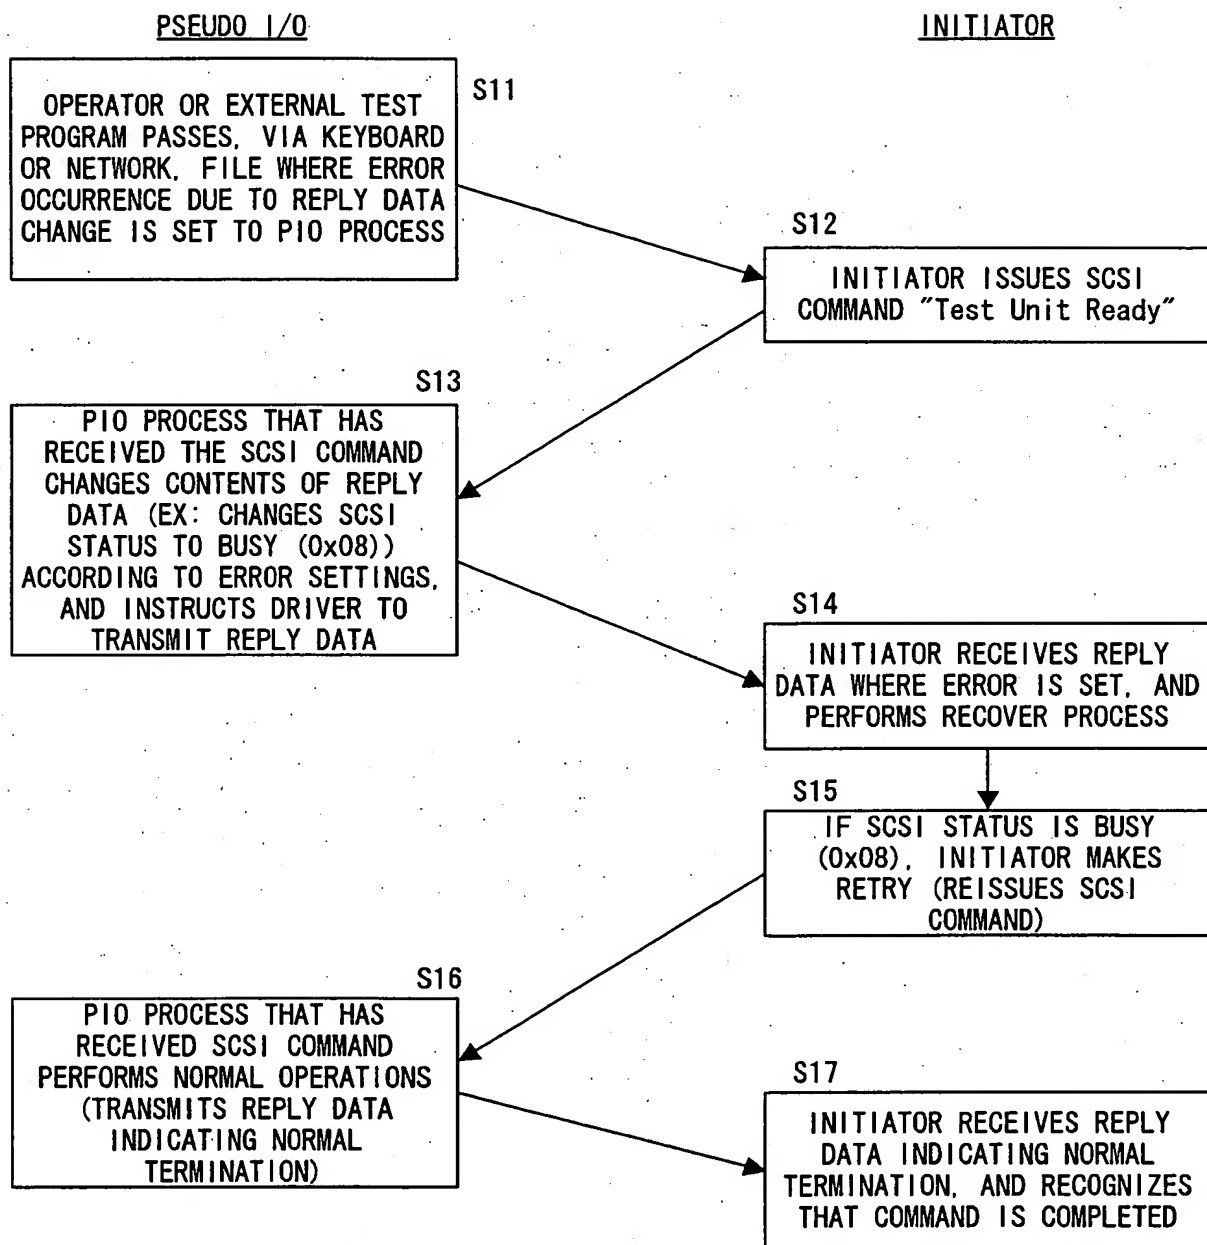 PSEUDO I/O
INITIATOR
S11
OPERATOR OR EXTERNAL TEST
PROGRAM PASSES, VIA KEYBOARD
OR NETWORK, FILE WHERE ERROR
OCCURRENCE DUE TO REPLY DATA
CHANGE IS SET TO PIO PROCESS
S12
INITIATOR ISSUES SCSI
COMMAND "Test Unit Ready"
S13
PIO PROCESS THAT HAS
RECEIVED THE SCSI COMMAND
CHANGES CONTENTS OF REPLY
DATA (EX: CHANGES SCSI
STATUS TO BUSY (0x08))
ACCORDING TO ERROR SETTINGS,
AND INSTRUCTS DRIVER TO
TRANSMIT REPLY DATA
S14
INITIATOR RECEIVES REPLY
DATA WHERE ERROR IS SET, AND
PERFORMS RECOVER PROCESS
S15
IF SCSI STATUS IS BUSY
(0x08), INITIATOR MAKES
RETRY (REISSUES SCSI
COMMAND)
S16
PIO PROCESS THAT HAS
RECEIVED SCSI COMMAND
PERFORMS NORMAL OPERATIONS
(TRANSMITS REPLY DATA
INDICATING NORMAL
TERMINATION)
S17
INITIATOR RECEIVES REPLY
DATA INDICATING NORMAL
TERMINATION, AND RECOGNIZES
THAT COMMAND IS COMPLETED